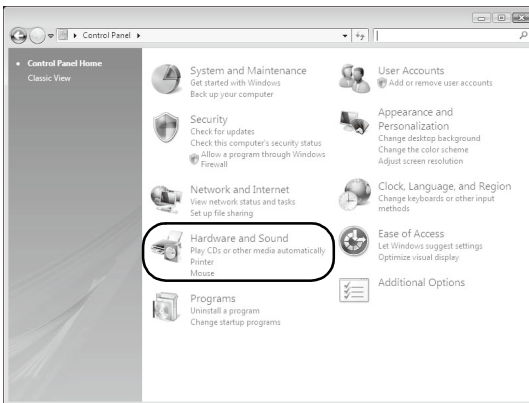 Control Panel
Control Panel Home
Classic View
System and Maintenance
Get started with Windows
Back up your computer
Security
Check for updates
Check this computer's security status
Allow a program through Windows
Firewall
Network and Internet
View network status and tasks
Set up file sharing
Hardware and Sound
Play CDs or other media automatically
Printer
Mouse
Programs
Uninstall a program
Change startup programs
User Accounts
Add or remove user accounts
Appearance and
Personalization
Change desktop background
Change the color scheme
Adjust screen resolution
Clock, Language, and Region
Change keyboards or other input
methods
Ease of Access
Let Windows suggest settings
Optimize visual display
Additional Options